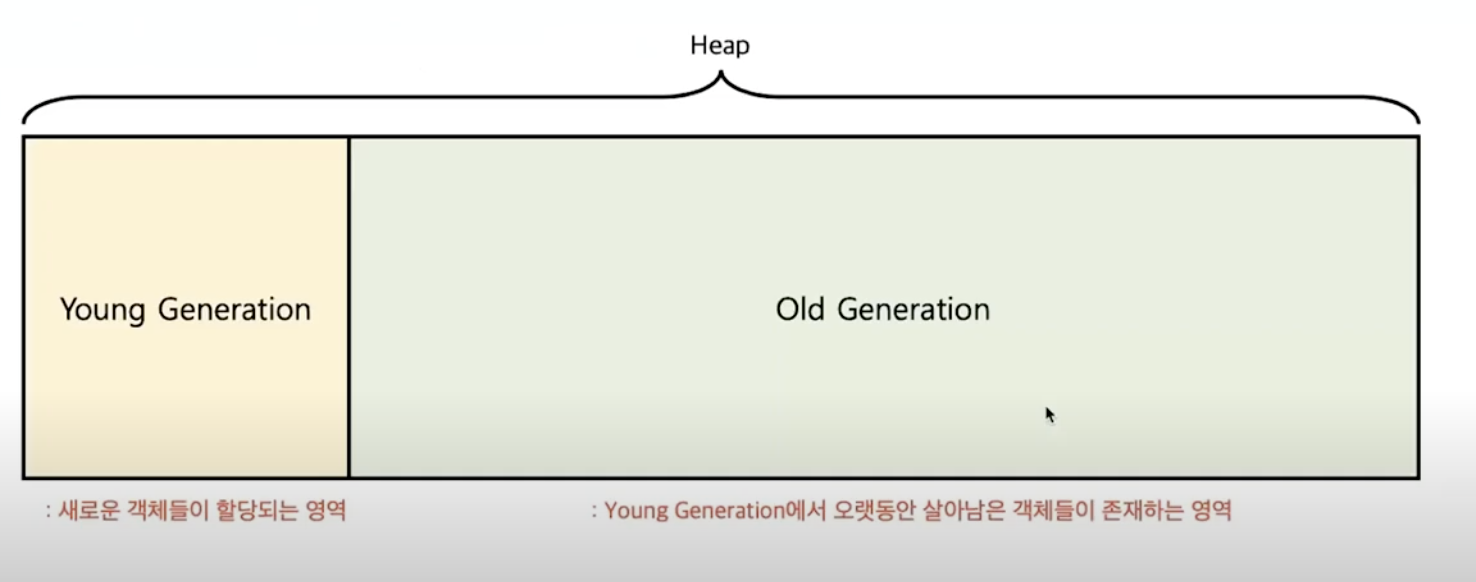 Heap
Young Generation
Old Generation
: 새로운 객체들이 할당되는 영역
: Young Generation에서 오랫동안 살아남은 객체들이 존재하는 영역